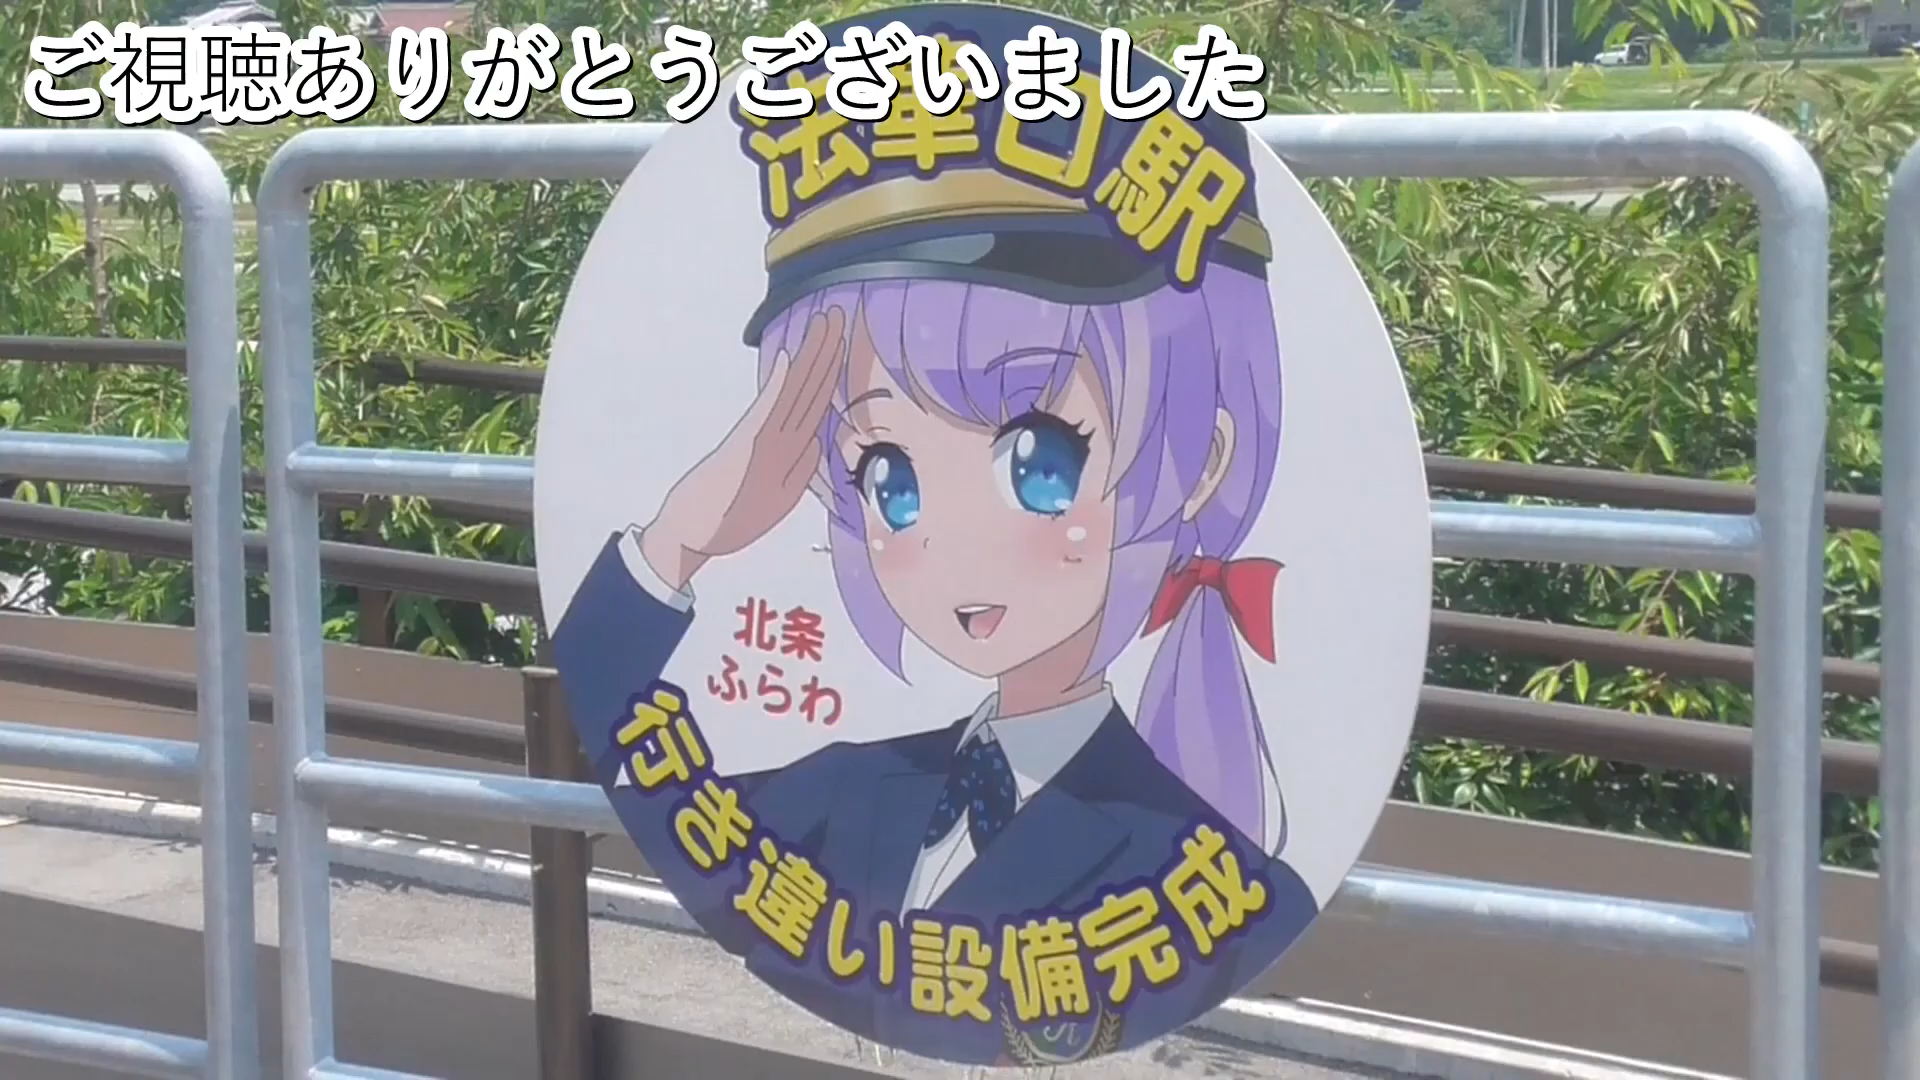 ご視聴ありがとうございました
法華口駅
北条
ふらわ
行き違い設備完成